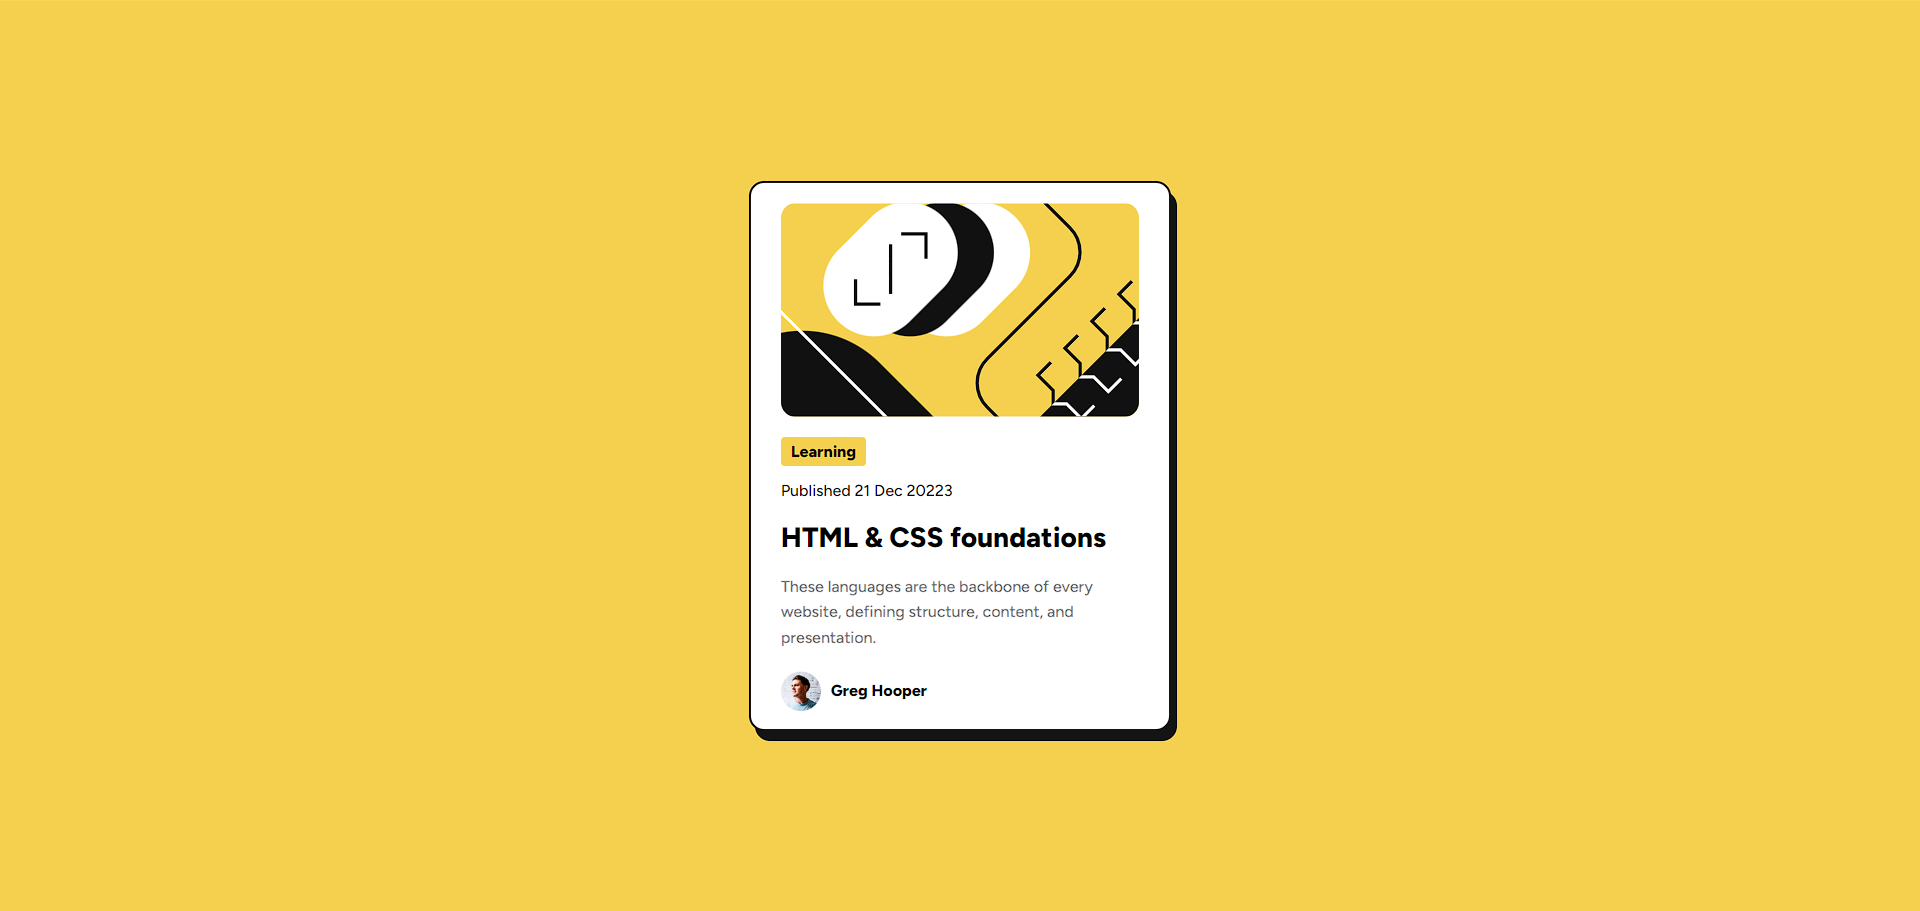 Learning
Published 21 Dec 20223
HTML & CSS foundations
These languages are the backbone of every
website, defining structure, content, and
presentation.
Greg Hooper